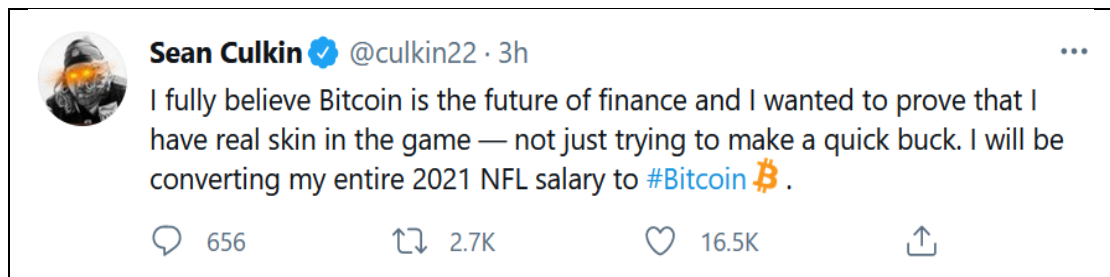 Sean Culkin @culkin22 · 3h
I fully believe Bitcoin is the future of finance and I wanted to prove that I
have real skin in the game — not just trying to make a quick buck. I will be
converting my entire 2021 NFL salary to #Bitcoin .
656 2.7K 16.5K